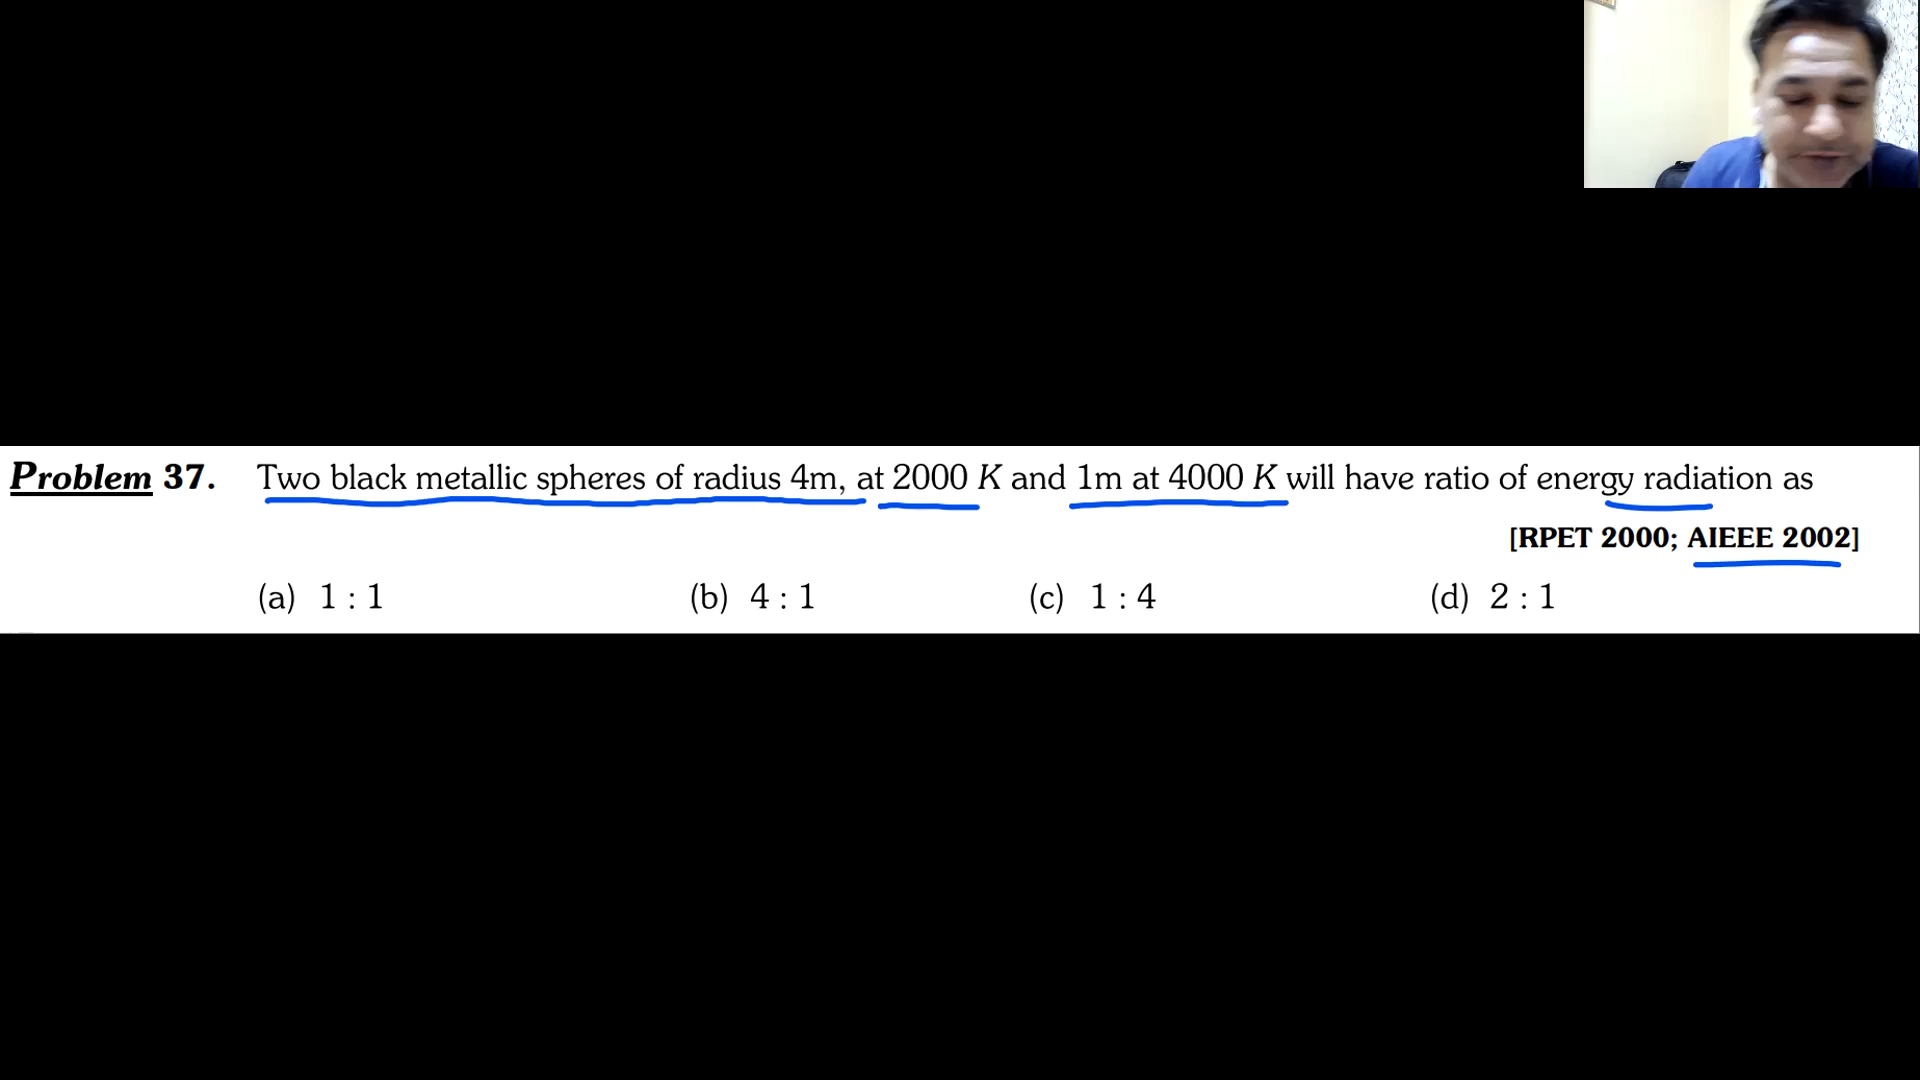 Problem 37. Two black metallic spheres of radius 4m, at 2000 K and 1m at 4000 K will have ratio of energy radiation as
[RPET 2000; AIEEE 2002]
(a) 1 : 1 (b) 4 : 1 (c) 1 : 4 (d) 2 : 1